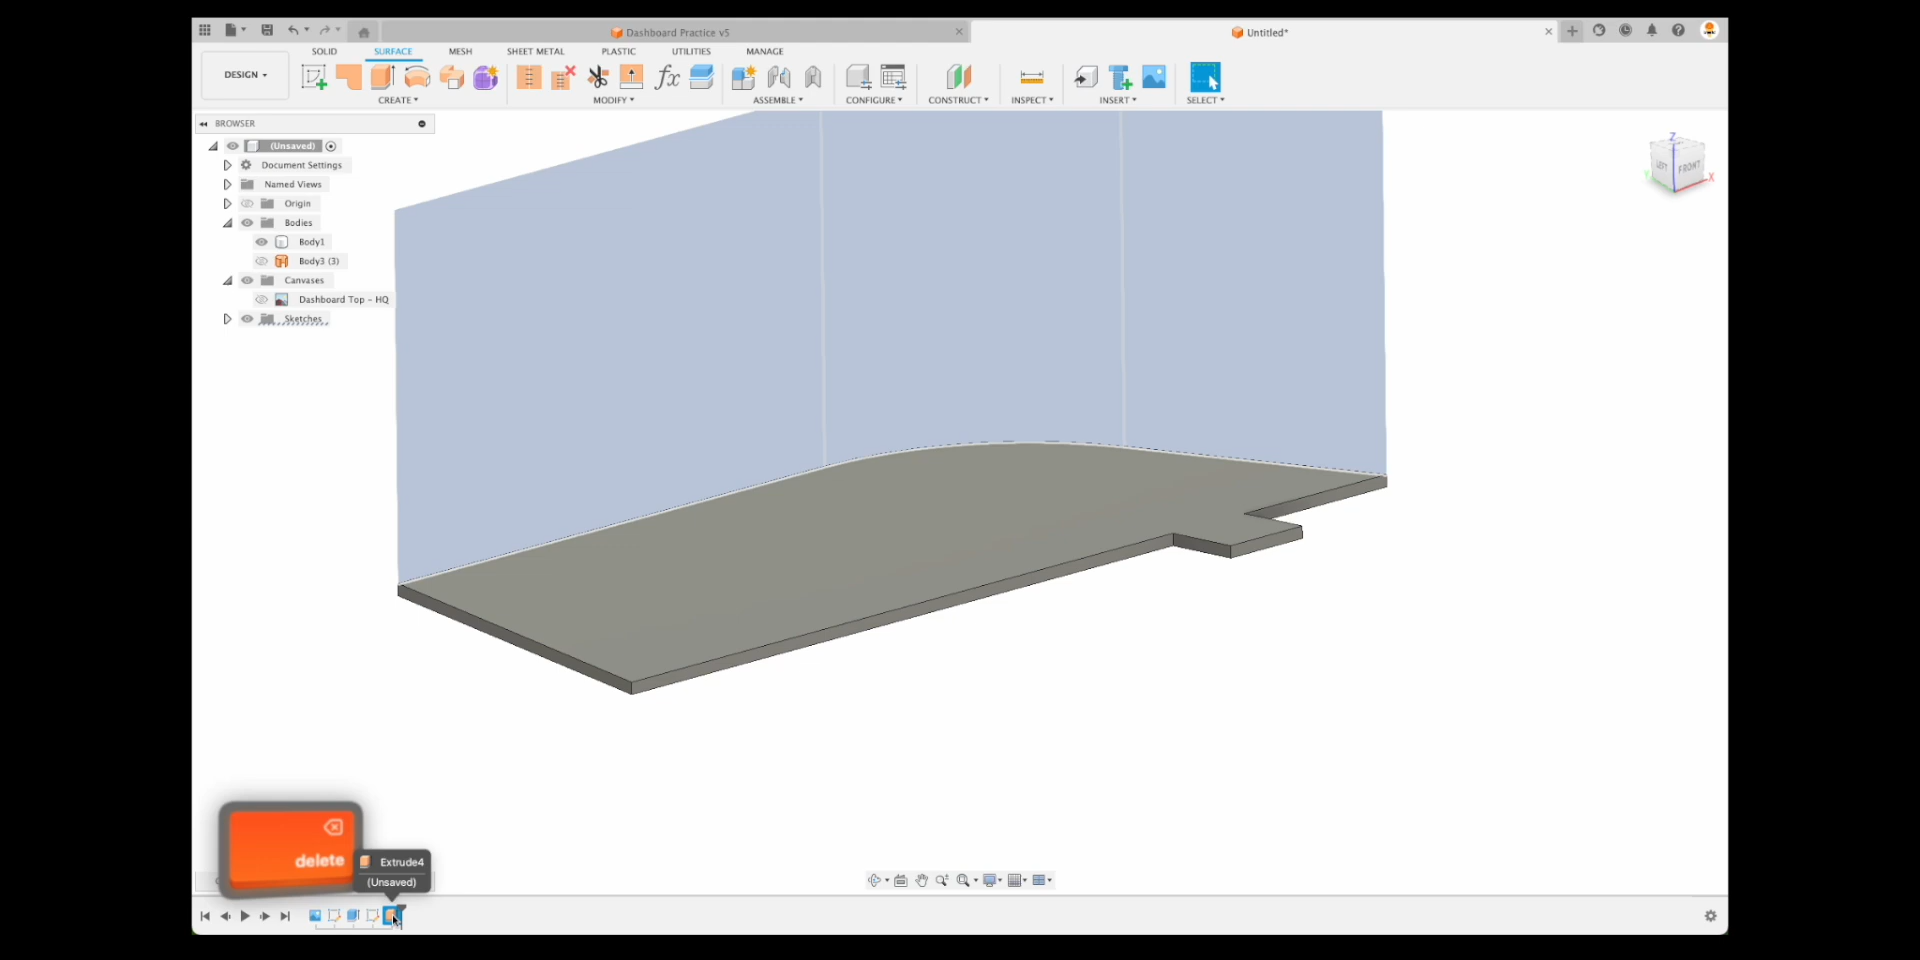 Dashboard Practice v5
Untitled*
SOLID
SURFACE
MESH
SHEET METAL
PLASTIC
UTILITIES
MANAGE
DESIGN
fx
CREATE
MODIFY
ASSEMBLE
CONFIGURE
CONSTRUCT
INSPECT
INSERT
SELECT
BROWSER
(Unsaved)
Document Settings
Named Views
Origin
Bodies
Body1
Body3 (3)
Canvases
Dashboard Top - HQ
Sketches
Z
LEFT
FRONT
Y
X
delete
Extrude4
(Unsaved)